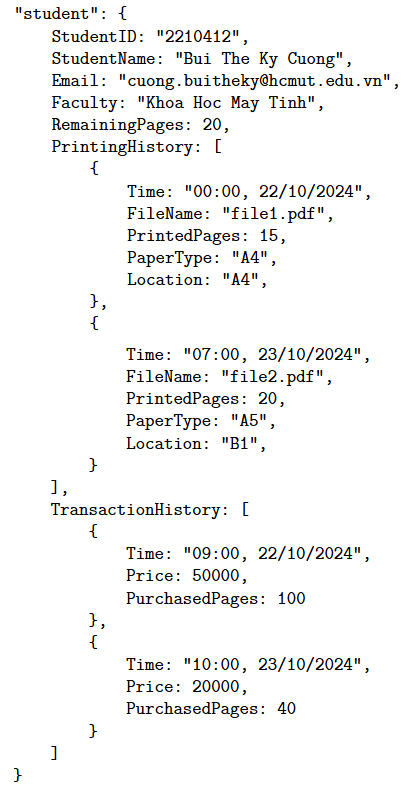 "student": {
StudentID: "2210412",
StudentName: "Bui The Ky Cuong",
Email: "cuong.buitheky@hcmut.edu.vn",
Faculty: "Khoa Hoc May Tinh",
RemainingPages: 20,
PrintingHistory: [
{
Time: "00:00, 22/10/2024",
FileName: "file1.pdf",
PrintedPages: 15,
PaperType: "A4",
Location: "A4",
},
{
Time: "07:00, 23/10/2024",
FileName: "file2.pdf",
PrintedPages: 20,
PaperType: "A5",
Location: "B1",
}
],
TransactionHistory: [
{
Time: "09:00, 22/10/2024",
Price: 50000,
PurchasedPages: 100
},
{
Time: "10:00, 23/10/2024",
Price: 20000,
PurchasedPages: 40
}
]
}